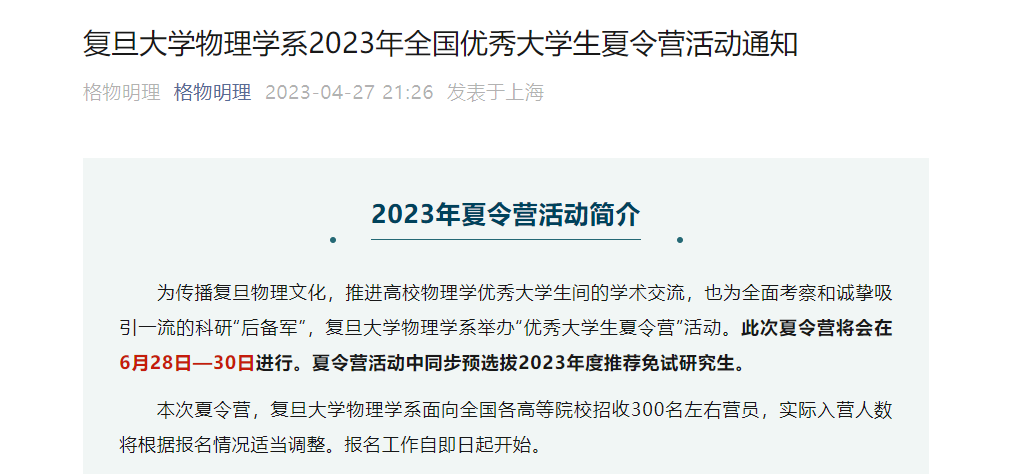 复旦大学物理学系2023年全国优秀大学生夏令营活动通知
格物明理 格物明理 2023-04-27 21:26 发表于上海
2023年夏令营活动简介
为传播复旦物理文化，推进高校物理学优秀大学生间的学术交流，也为全面考察和诚挚吸
引一流的科研“后备军”，复旦大学物理学系举办“优秀大学生夏令营”活动。此次夏令营将会在
6月28日—30日进行。夏令营活动中同步预选拔2023年度推荐免试研究生。
本次夏令营，复旦大学物理学系面向全国各高等院校招收300名左右营员，实际入营人数
将根据报名情况适当调整。报名工作自即日起开始。